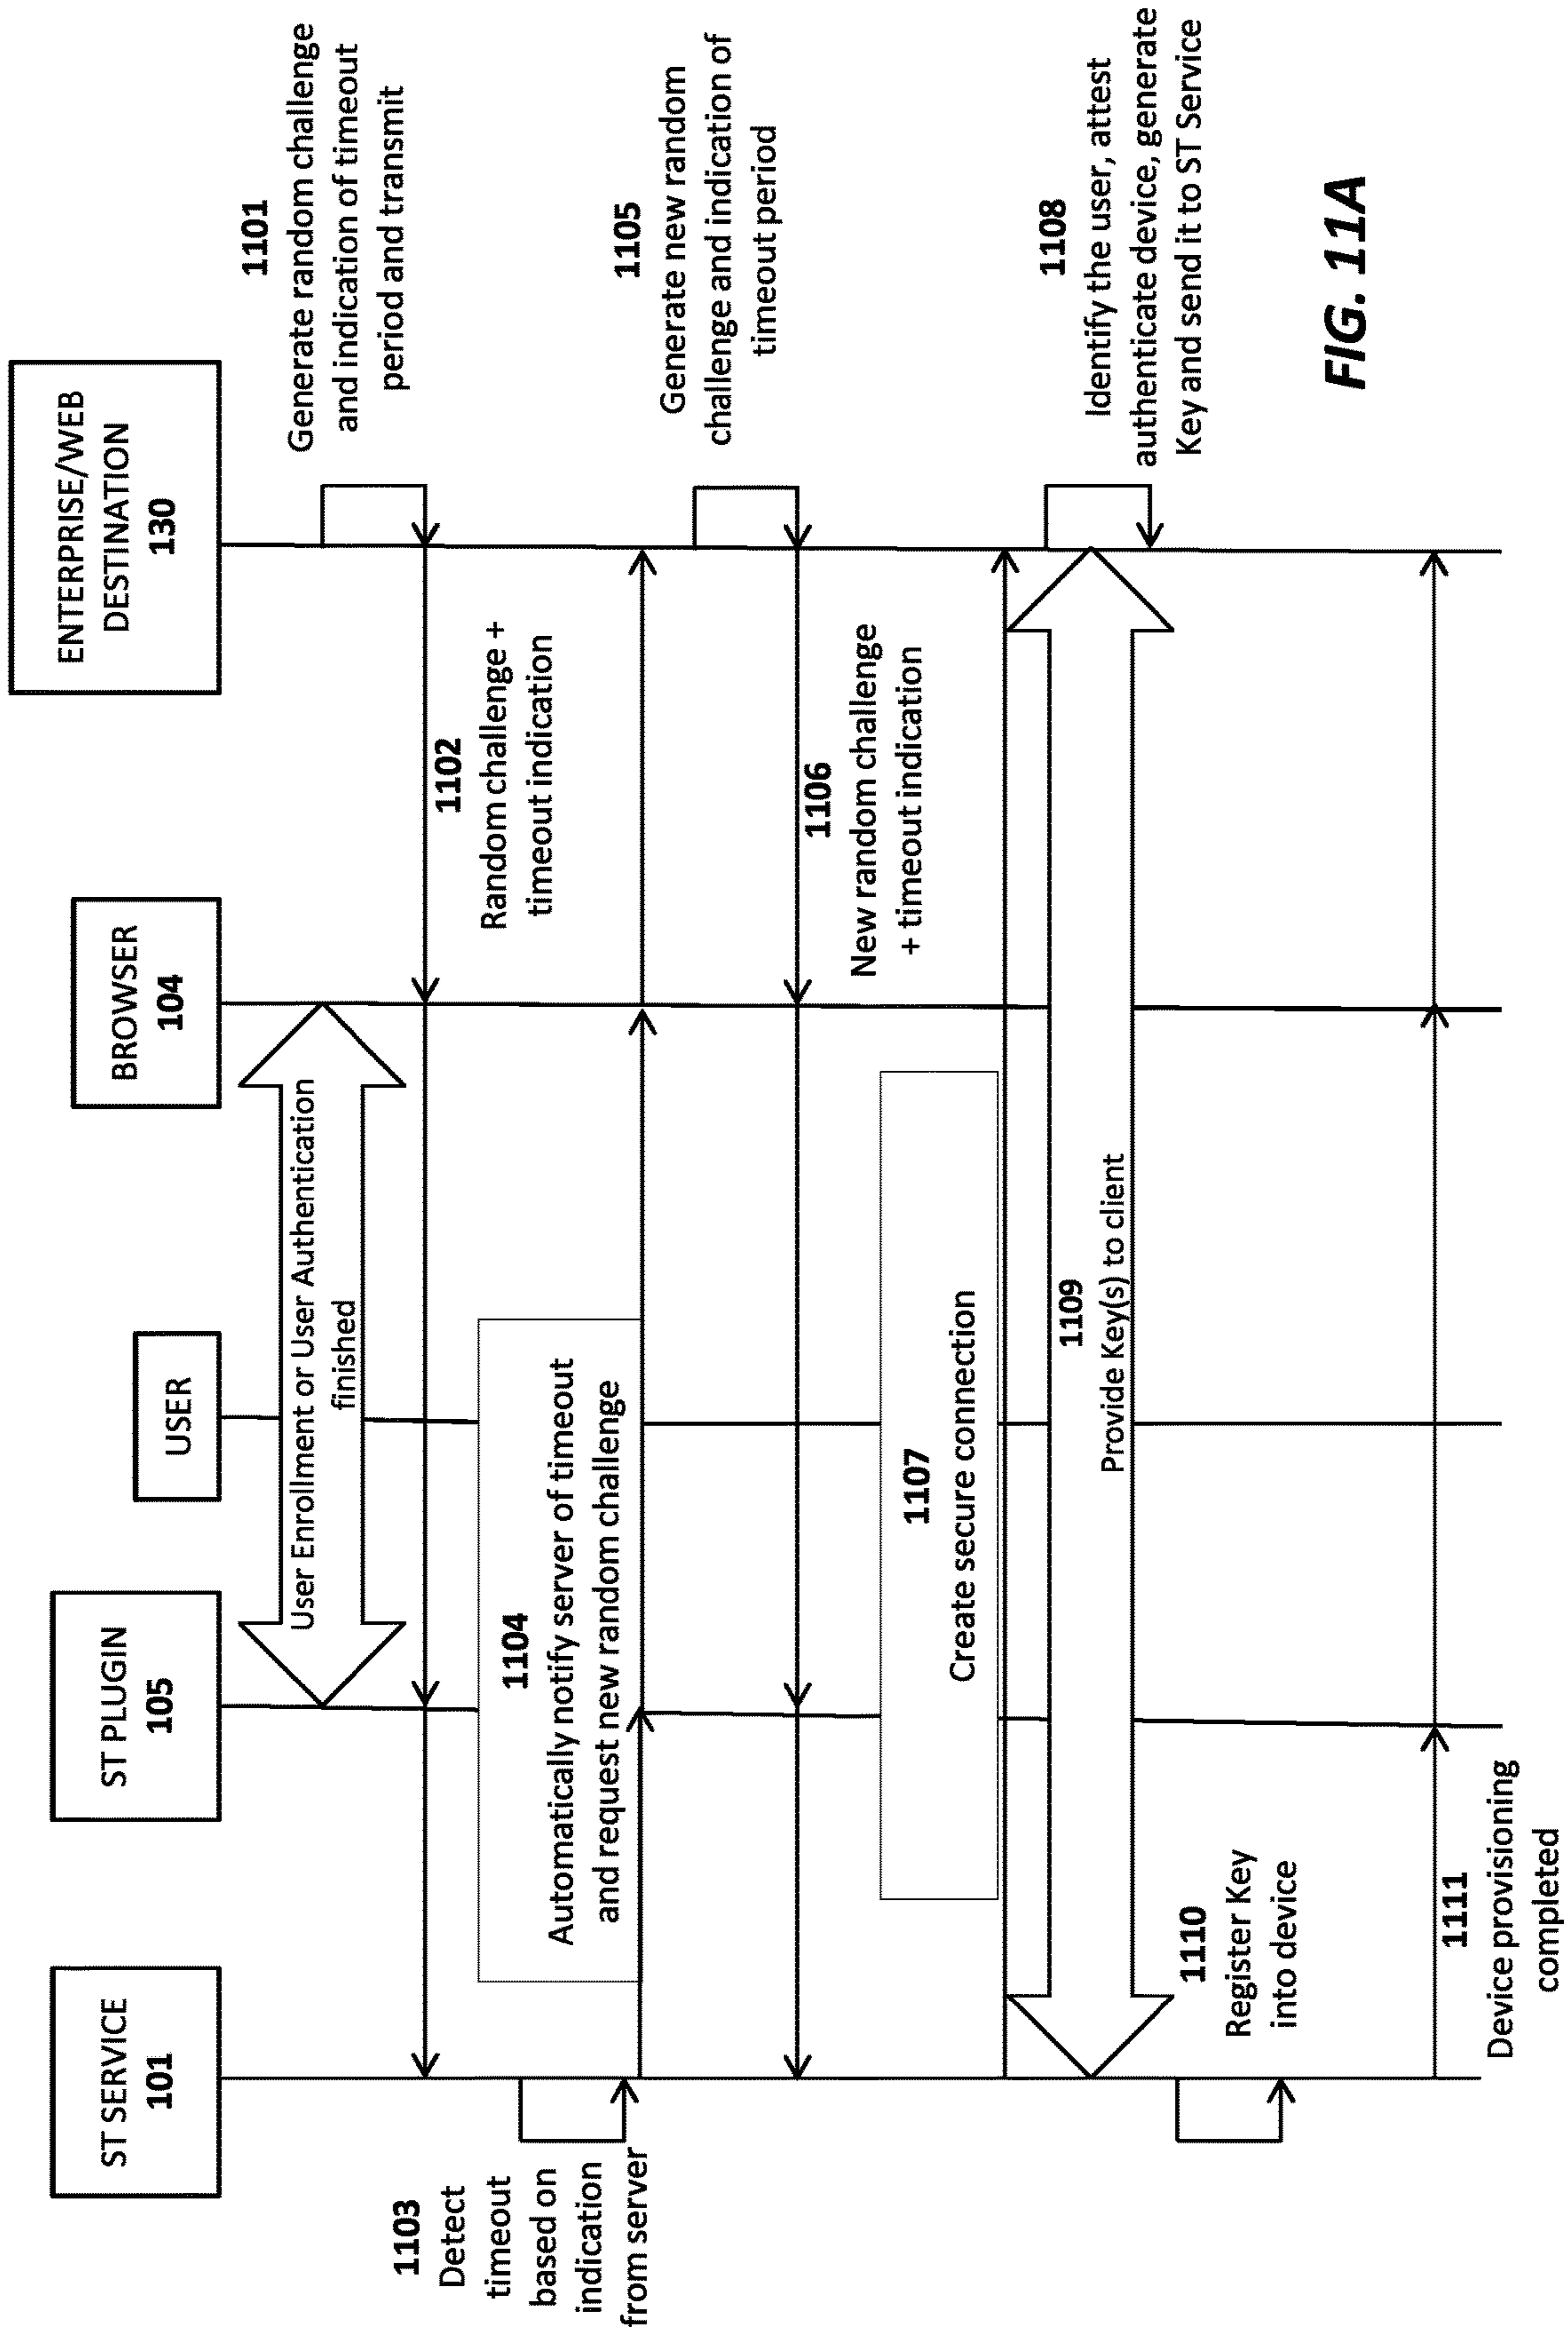 ST SERVICE
101
ST PLUGIN
105
USER
BROWSER
104
ENTERPRISE/WEB
DESTINATION
130
User Enrollment or User Authentication
finished
1101
Generate random challenge
and indication of timeout
period and transmit
1102
Random challenge +
timeout indication
1103
Detect
timeout
based on
indication
from server
1104
Automatically notify server of timeout
and request new random challenge
1105
Generate new random
challenge and indication of
timeout period
1106
New random challenge
+ timeout indication
1107
Create secure connection
1108
Identify the user, attest
authenticate device, generate
Key and send it to ST Service
1109
Provide Key(s) to client
1110
Register Key
into device
1111
Device provisioning
completed
FIG. 11A